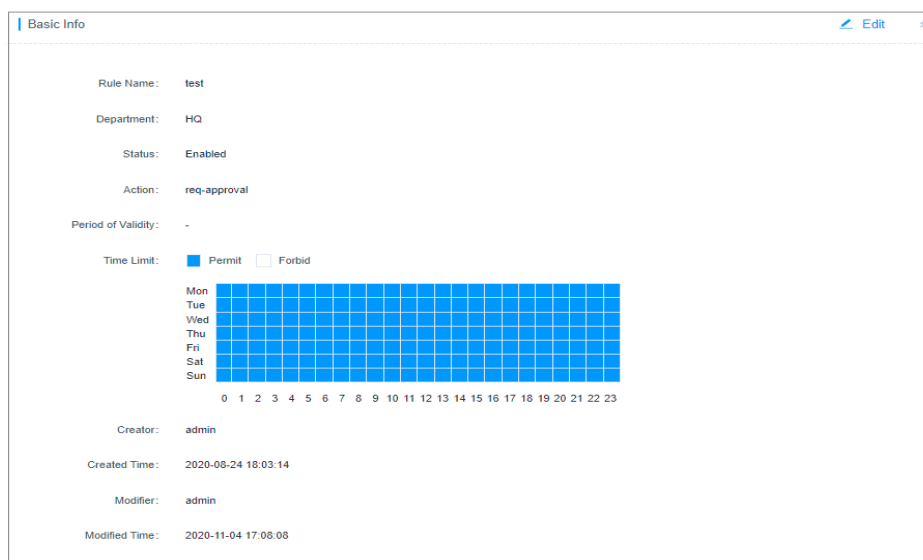 Basic Info
Edit
Rule Name: test
Department: HQ
Status: Enabled
Action: req-approval
Period of Validity: -
Time Limit: Permit Forbid
Mon
Tue
Wed
Thu
Fri
Sat
Sun
0 1 2 3 4 5 6 7 8 9 10 11 12 13 14 15 16 17 18 19 20 21 22 23
Creator: admin
Created Time: 2020-08-24 18:03:14
Modifier: admin
Modified Time: 2020-11-04 17:08:08